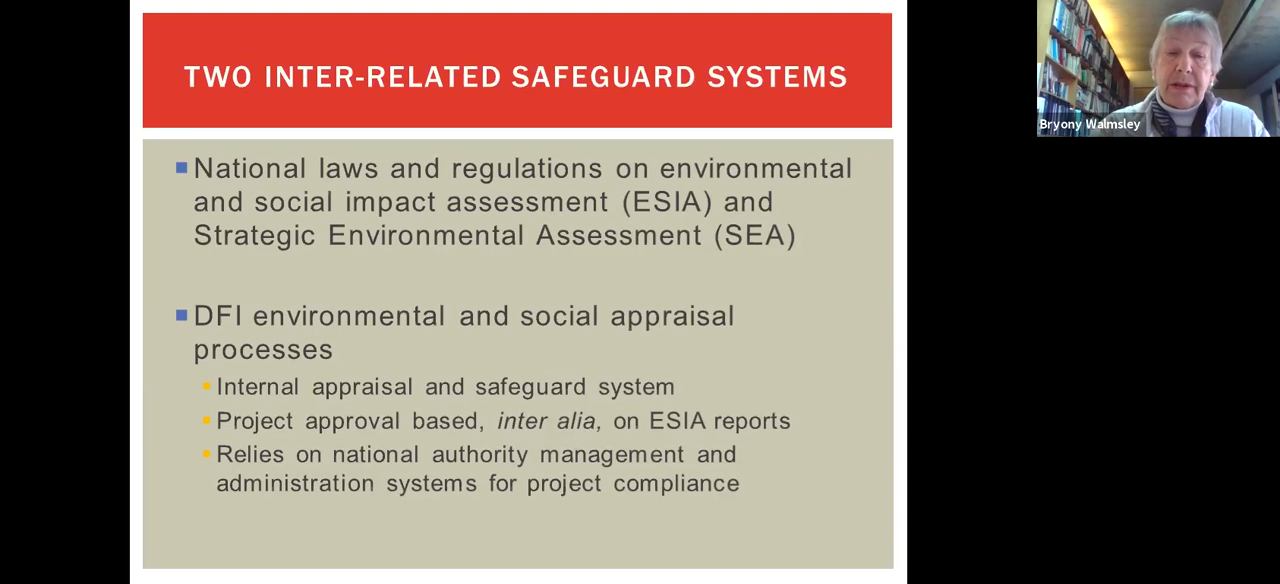 TWO INTER-RELATED SAFEGUARD SYSTEMS
National laws and regulations on environmental
and social impact assessment (ESIA) and
Strategic Environmental Assessment (SEA)
DFI environmental and social appraisal
processes
Internal appraisal and safeguard system
Project approval based, inter alia, on ESIA reports
Relies on national authority management and
administration systems for project compliance
Bryony Walmsley